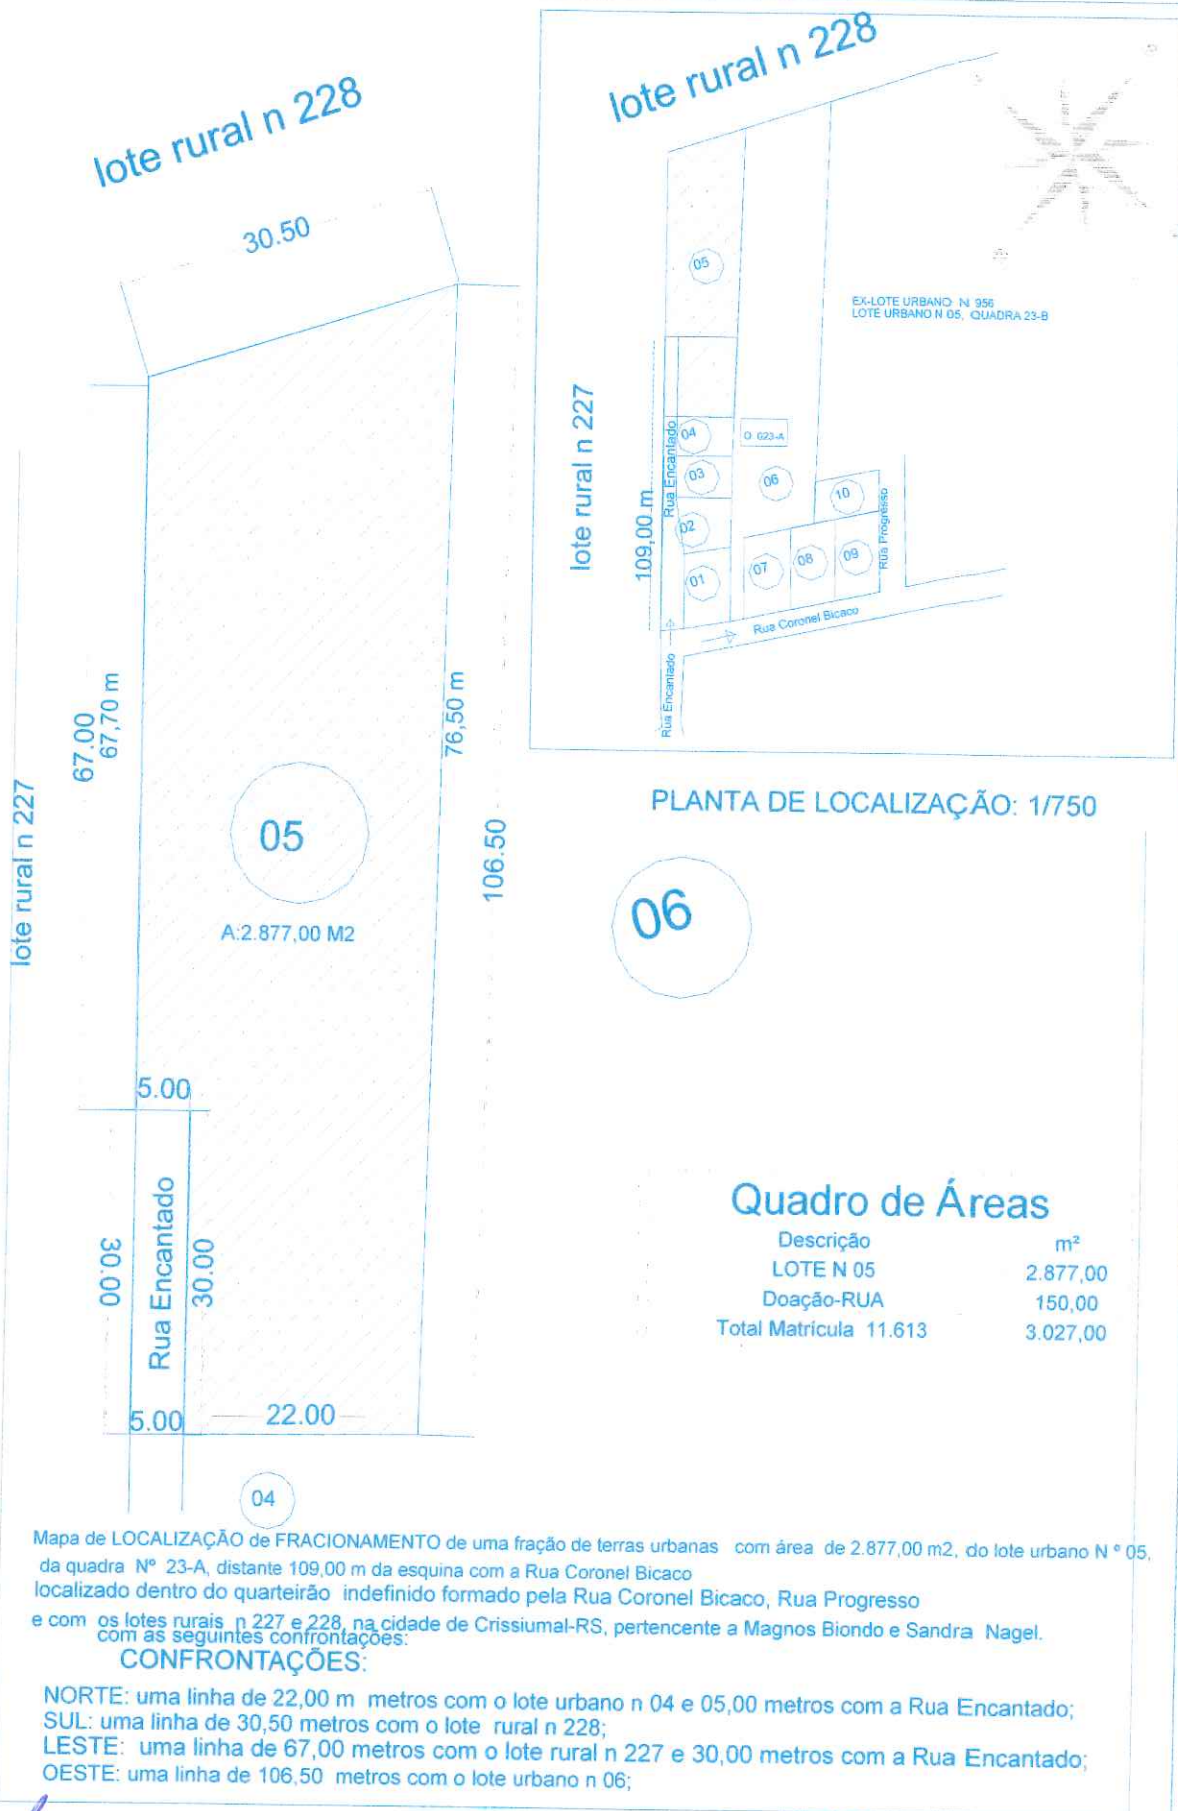 lote rural n 228
30.50
67.00
67,70 m
76,50 m
106.50
lote rural n 227
05
A:2.877,00 M2
5.00
30.00
Rua Encantado
30.00
5.00
22.00
04
lote rural n 228
05
EX-LOTE URBANO N 956
LOTE URBANO N 05, QUADRA 23-B
lote rural n 227
109,00 m
Rua Encantado
04
Q 023-A
03
06
10
02
Rua Progresso
01
07
08
09
Rua Coronel Bicaco
Rua Encantado
PLANTA DE LOCALIZAÇÃO: 1/750
06
Quadro de Áreas
Descrição m²
LOTE N 05 2.877,00
Doação-RUA 150,00
Total Matrícula 11.613 3.027,00
Mapa de LOCALIZAÇÃO de FRACIONAMENTO de uma fração de terras urbanas com área de 2.877,00 m2, do lote urbano N º 05,
da quadra Nº 23-A, distante 109,00 m da esquina com a Rua Coronel Bicaco
localizado dentro do quarteirão indefinido formado pela Rua Coronel Bicaco, Rua Progresso
e com os lotes rurais n 227 e 228, na cidade de Crissiumal-RS, pertencente a Magnos Biondo e Sandra Nagel.
com as seguintes confrontações:
CONFRONTAÇÕES:
NORTE: uma linha de 22,00 m metros com o lote urbano n 04 e 05,00 metros com a Rua Encantado;
SUL: uma linha de 30,50 metros com o lote rural n 228;
LESTE: uma linha de 67,00 metros com o lote rural n 227 e 30,00 metros com a Rua Encantado;
OESTE: uma linha de 106,50 metros com o lote urbano n 06;